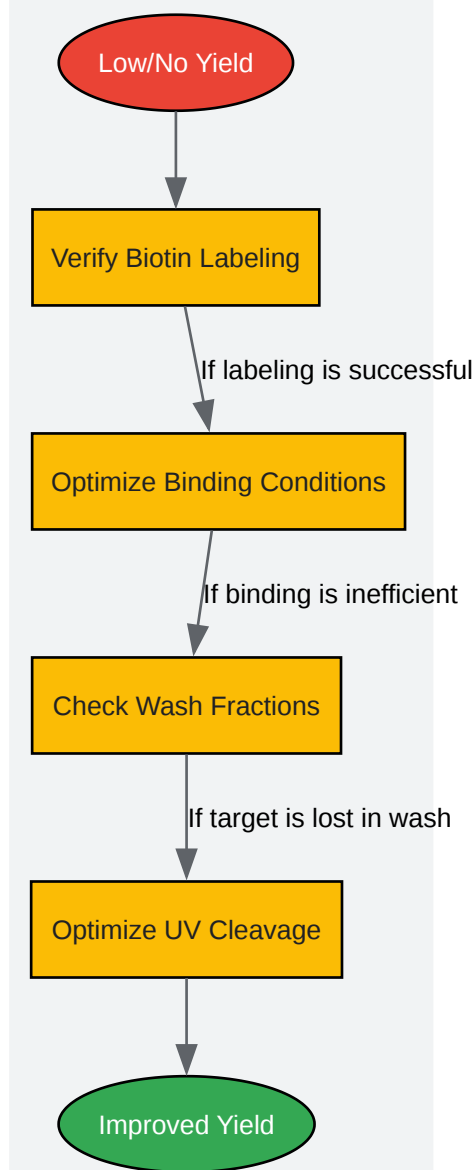 Low/No Yield
Verify Biotin Labeling
If labeling is successful
Optimize Binding Conditions
If binding is inefficient
Check Wash Fractions
If target is lost in wash
Optimize UV Cleavage
Improved Yield